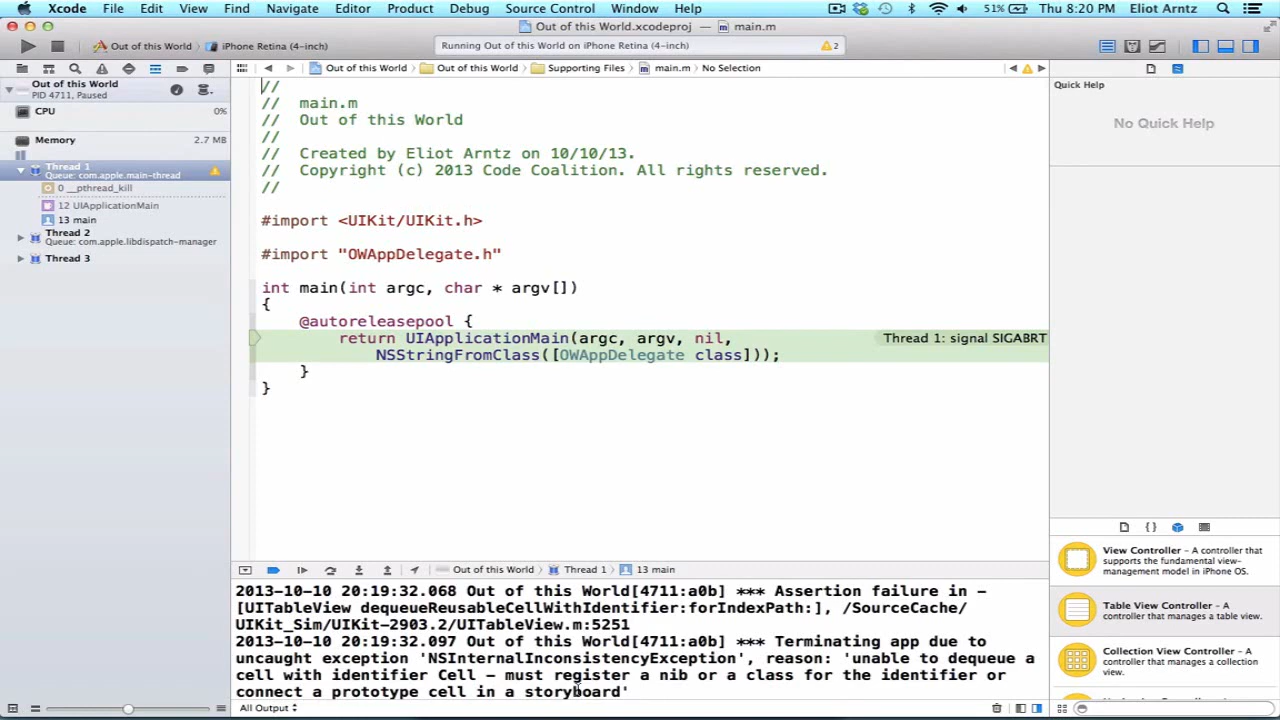 Xcode File Edit View Find Navigate Editor Product Debug Source Control Window Help 51% Thu 8:20 PM Eliot Arntz
Out of this World.xcodeproj — main.m
Out of this World iPhone Retina (4-inch) Running Out of this World on iPhone Retina (4-inch) 2
Out of this World Out of this World Supporting Files main.m No Selection
Out of this World
PID 4711, Paused
CPU 0%
Memory 2.7 MB
Thread 1
Queue: com.apple.main-thread
0 __pthread_kill
12 UIApplicationMain
13 main
Thread 2
Queue: com.apple.libdispatch-manager
Thread 3
//
// main.m
// Out of this World
//
// Created by Eliot Arntz on 10/10/13.
// Copyright (c) 2013 Code Coalition. All rights reserved.
//
#import <UIKit/UIKit.h>
#import "OWAppDelegate.h"
int main(int argc, char * argv[])
{
@autoreleasepool {
return UIApplicationMain(argc, argv, nil,
NSStringFromClass([OWAppDelegate class]));
Thread 1: signal SIGABRT
}
}
Out of this World Thread 1 13 main
2013-10-10 20:19:32.068 Out of this World[4711:a0b] *** Assertion failure in -
[UITableView dequeueReusableCellWithIdentifier:forIndexPath:], /SourceCache/
UIKit_Sim/UIKit-2903.2/UITableView.m:5251
2013-10-10 20:19:32.097 Out of this World[4711:a0b] *** Terminating app due to
uncaught exception 'NSInternalInconsistencyException', reason: 'unable to dequeue a
cell with identifier Cell - must register a nib or a class for the identifier or
connect a prototype cell in a storyboard'
All Output
Quick Help
No Quick Help
{ }
View Controller - A controller that
supports the fundamental view-
management model in iPhone OS.
Table View Controller - A
controller that manages a table view.
Collection View Controller - A
controller that manages a collection
view.